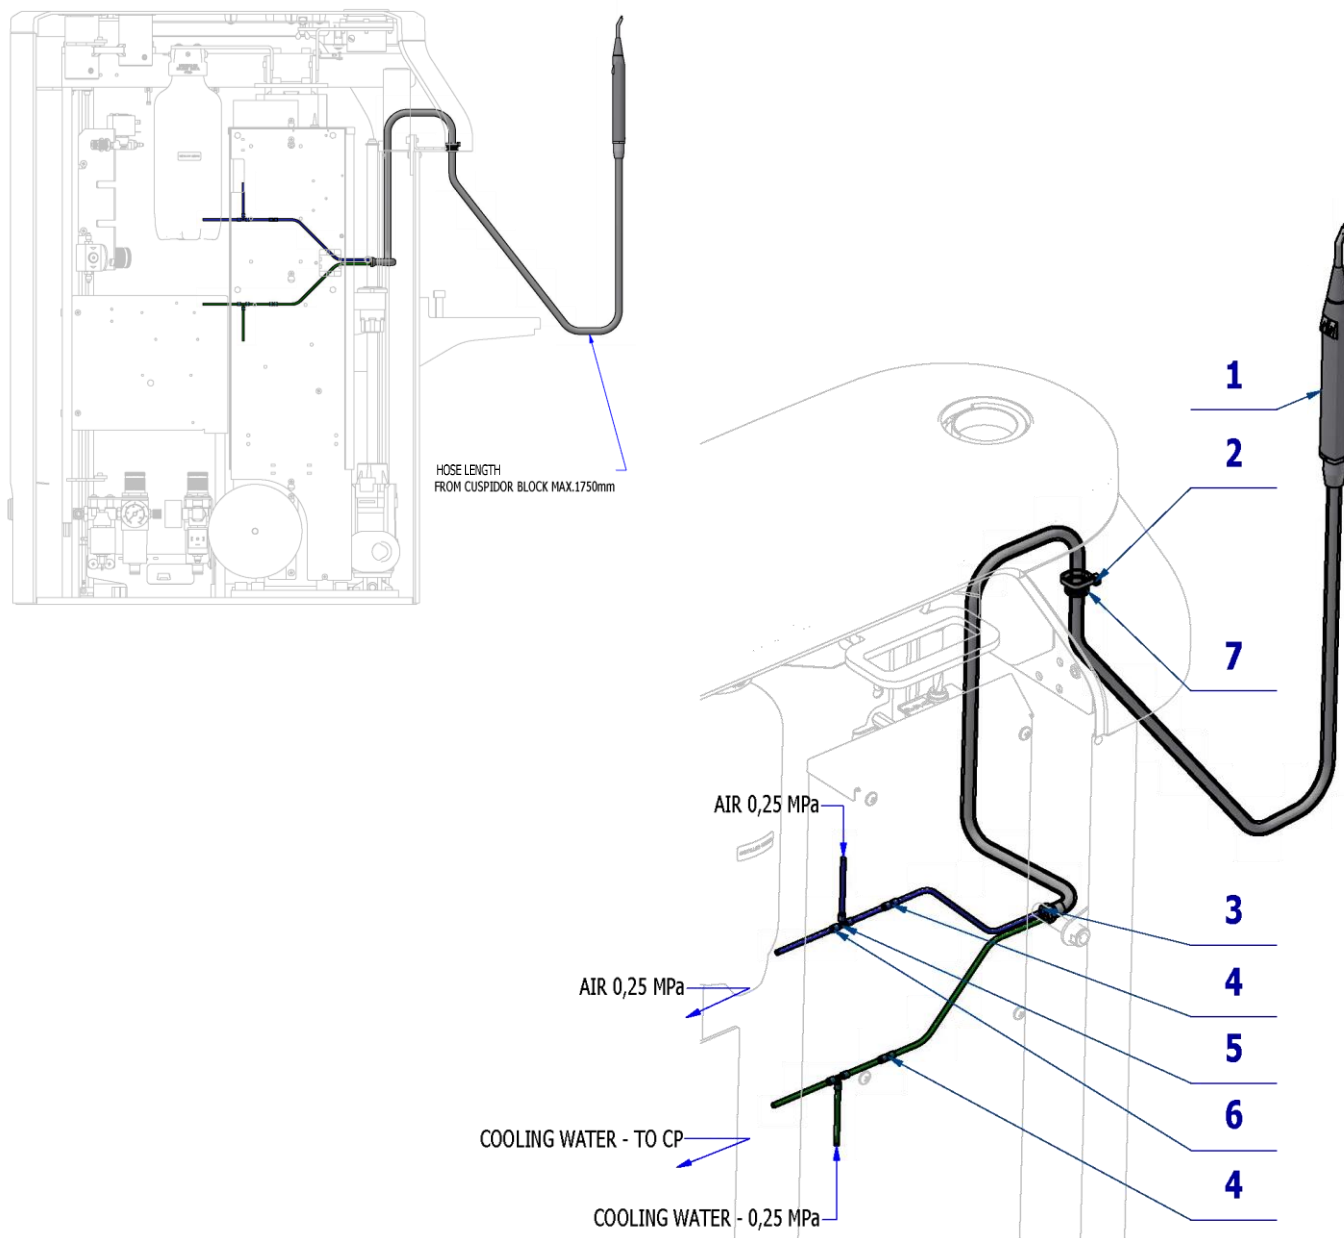 HOSE LENGTH
FROM CUSPIDOR BLOCK MAX.1750mm
1
2
7
AIR 0,25 MPa
3
AIR 0,25 MPa
4
5
6
COOLING WATER - TO CP
4
COOLING WATER - 0,25 MPa